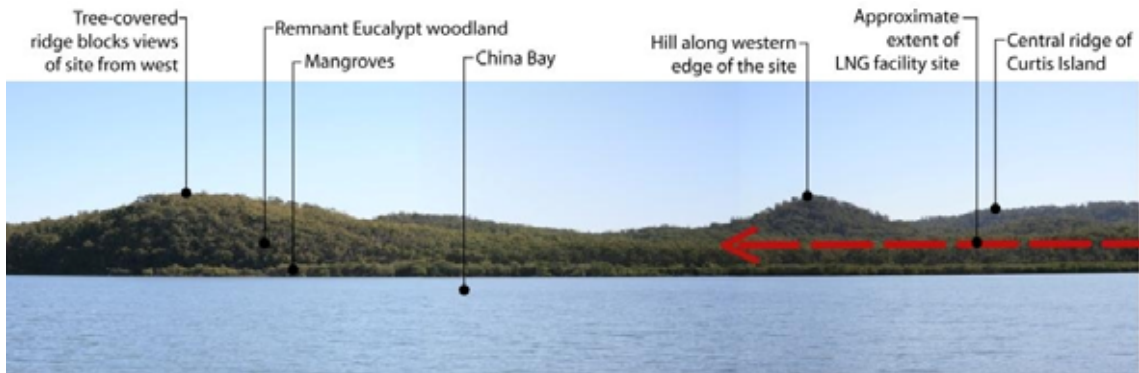 Tree-covered
ridge blocks views
of site from west
Remnant Eucalypt woodland
Mangroves
China Bay
Hill along western
edge of the site
Approximate
extent of
LNG facility site
Central ridge of
Curtis Island